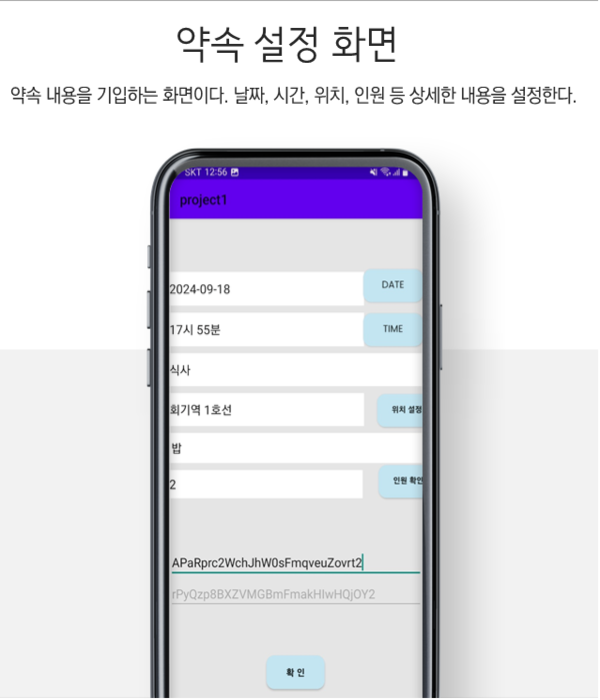 약속 설정 화면
약속 내용을 기입하는 화면이다. 날짜, 시간, 위치, 인원 등 상세한 내용을 설정한다.
SKT 12:56
project1
2024-09-18 DATE
17시 55분 TIME
식사
회기역 1호선 위치 설정
밥
2 인원 확인
APaRprc2WchJhW0sFmqveuZovrt2
rPyQzp8BXZVMGBmFmakHIwHQjOY2
확 인